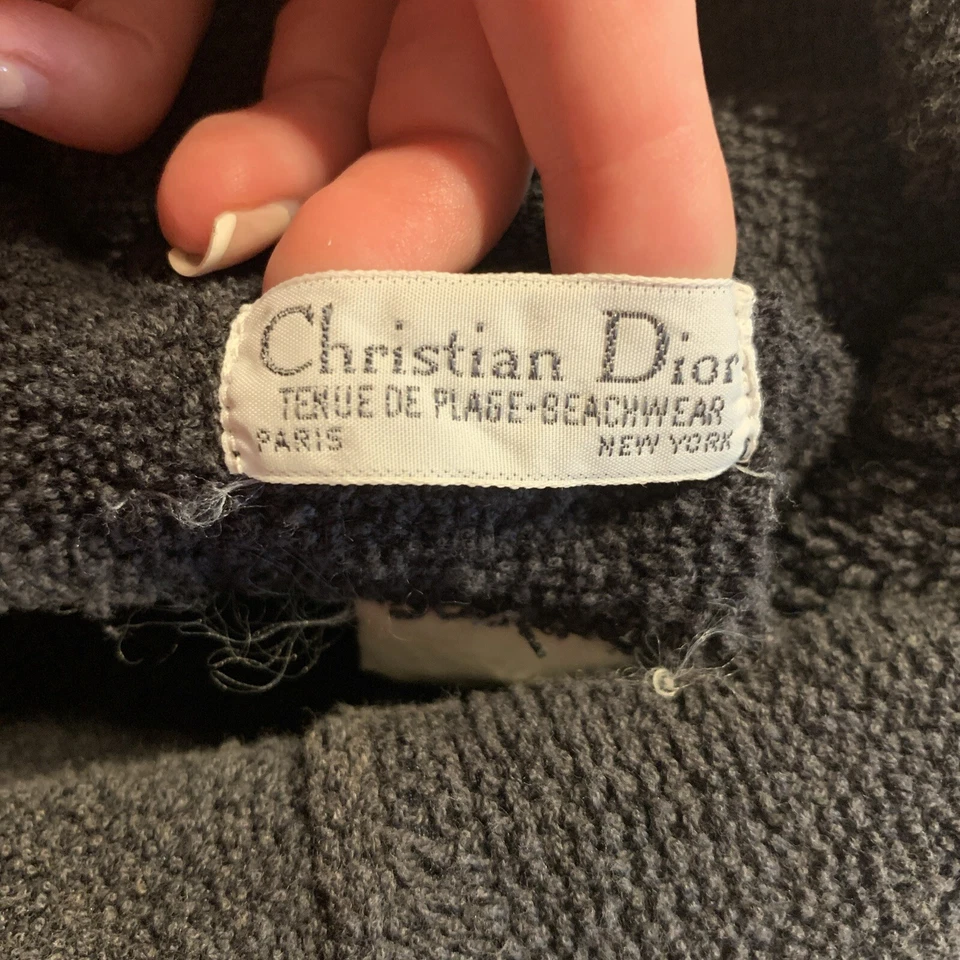 Christian Dior
TENUE DE PLAGE-BEACHWEAR
PARIS NEW YORK